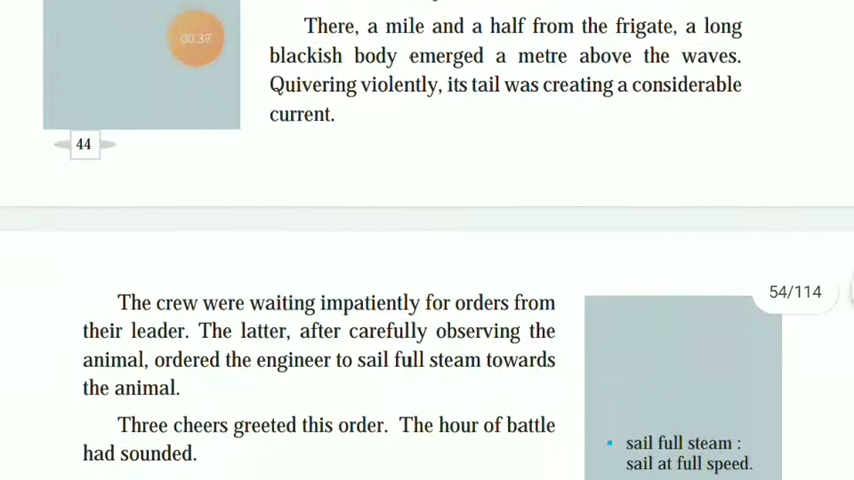 There, a mile and a half from the frigate, a long
blackish body emerged a metre above the waves.
Quivering violently, its tail was creating a considerable
current.
00:38
44
54/114
The crew were waiting impatiently for orders from
their leader. The latter, after carefully observing the
animal, ordered the engineer to sail full steam towards
the animal.
Three cheers greeted this order. The hour of battle
had sounded.
• sail full steam :
sail at full speed.